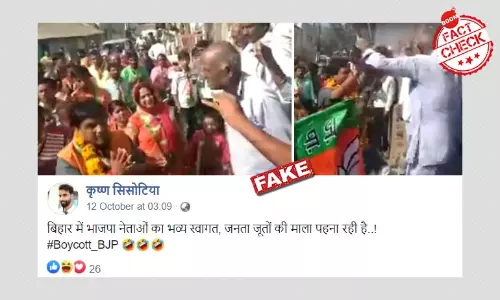 BOOM
FACT
CHECK
FAKE
कृष्ण सिसोटिया
12 October at 03:09
बिहार में भाजपा नेताओं का भव्य स्वागत, जनता जूतों की माला पहना रही है..!
#Boycott_BJP 🤣🤣🤣
26